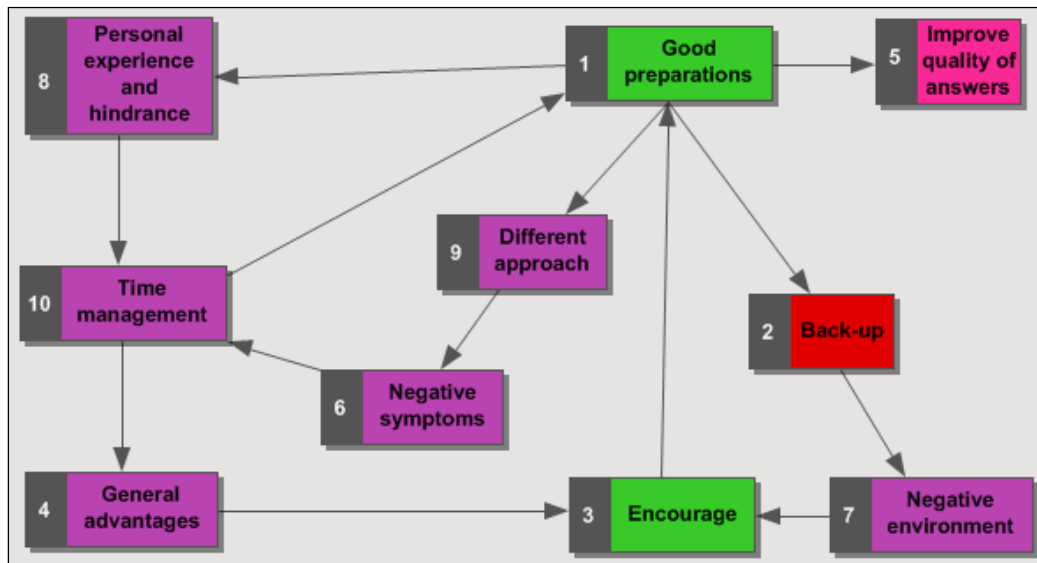 8
Personal
experience
and
hindrance
1
Good
preparations
5
Improve
quality of
answers
9
Different
approach
10
Time
management
2
Back-up
6
Negative
symptoms
4
General
advantages
3
Encourage
7
Negative
environment